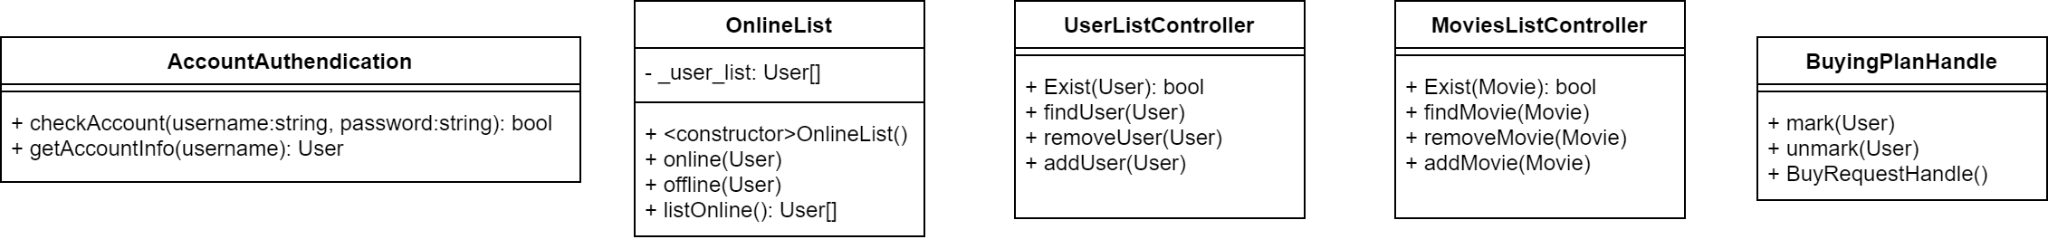 AccountAuthendication
+ checkAccount(username:string, password:string): bool
+ getAccountInfo(username): User
OnlineList
- _user_list: User[]
+ <constructor>OnlineList()
+ online(User)
+ offline(User)
+ listOnline(): User[]
UserListController
+ Exist(User): bool
+ findUser(User)
+ removeUser(User)
+ addUser(User)
MoviesListController
+ Exist(Movie): bool
+ findMovie(Movie)
+ removeMovie(Movie)
+ addMovie(Movie)
BuyingPlanHandle
+ mark(User)
+ unmark(User)
+ BuyRequestHandle()